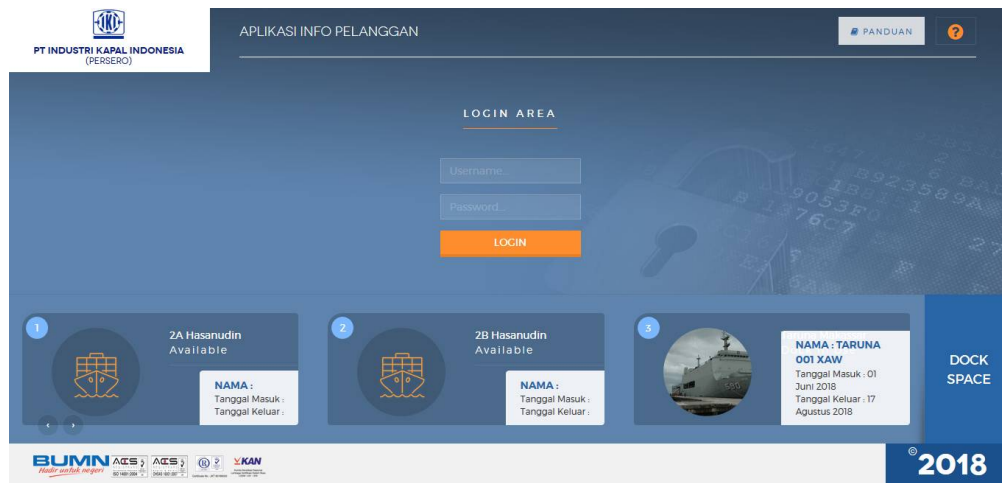 IKI
PT INDUSTRI KAPAL INDONESIA
(PERSERO)
APLIKASI INFO PELANGGAN
PANDUAN
?
LOGIN AREA
Username...
Password...
LOGIN
1
2A Hasanudin
Available
NAMA :
Tanggal Masuk :
Tanggal Keluar :
2
2B Hasanudin
Available
NAMA :
Tanggal Masuk :
Tanggal Keluar :
3
NAMA : TARUNA
001 XAW
Tanggal Masuk : 01
Juni 2018
Tanggal Keluar : 17
Agustus 2018
DOCK
SPACE
BUMN
Hadir untuk negeri
KAN
©2018